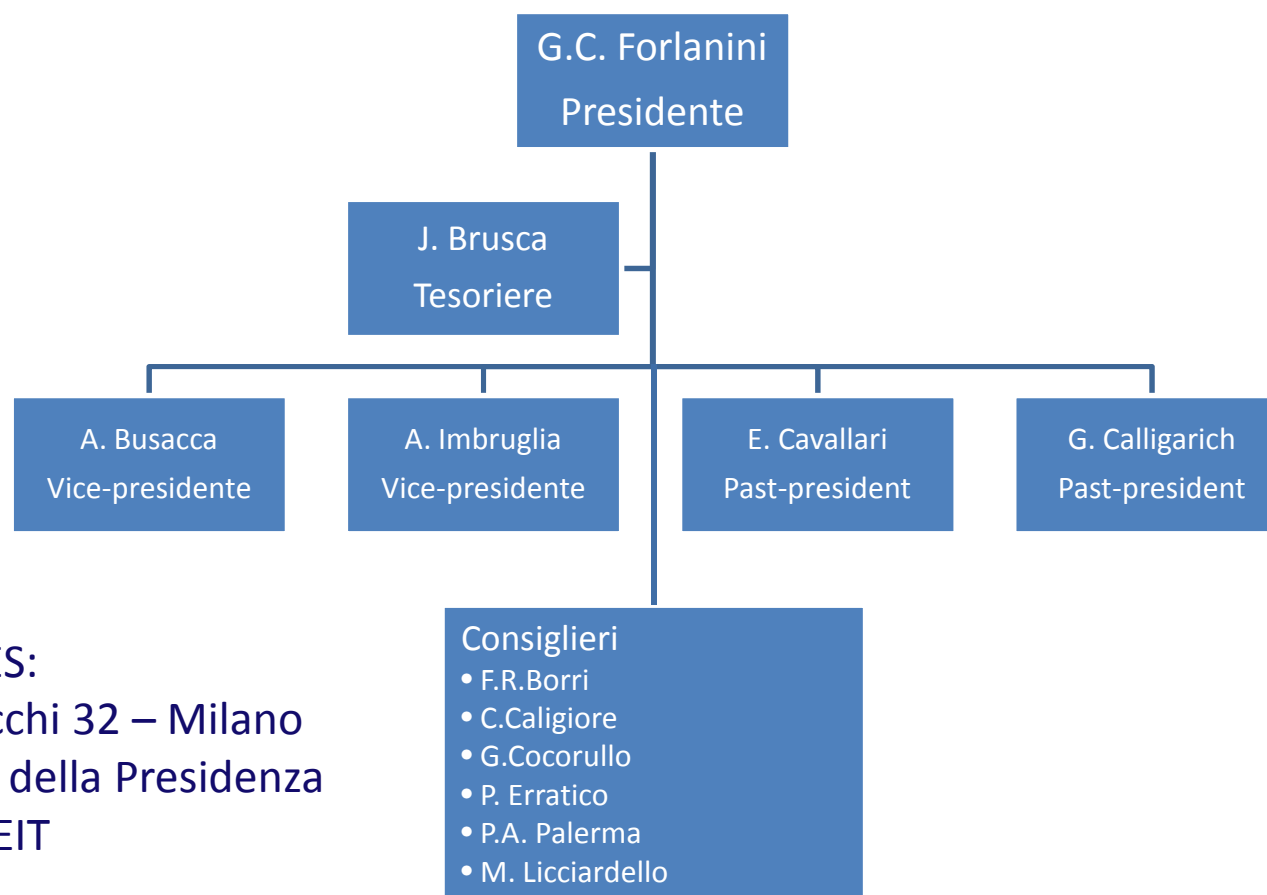 G.C. Forlanini
Presidente
J. Brusca
Tesoriere
A. Busacca
Vice-presidente
A. Imbruglia
Vice-presidente
E. Cavallari
Past-president
G. Calligarich
Past-president
Consiglieri
• F.R.Borri
• C.Caligiore
• G.Cocorullo
• P. Erratico
• P.A. Palerma
• M. Licciardello
32 – Milano
della Presidenza
EIT